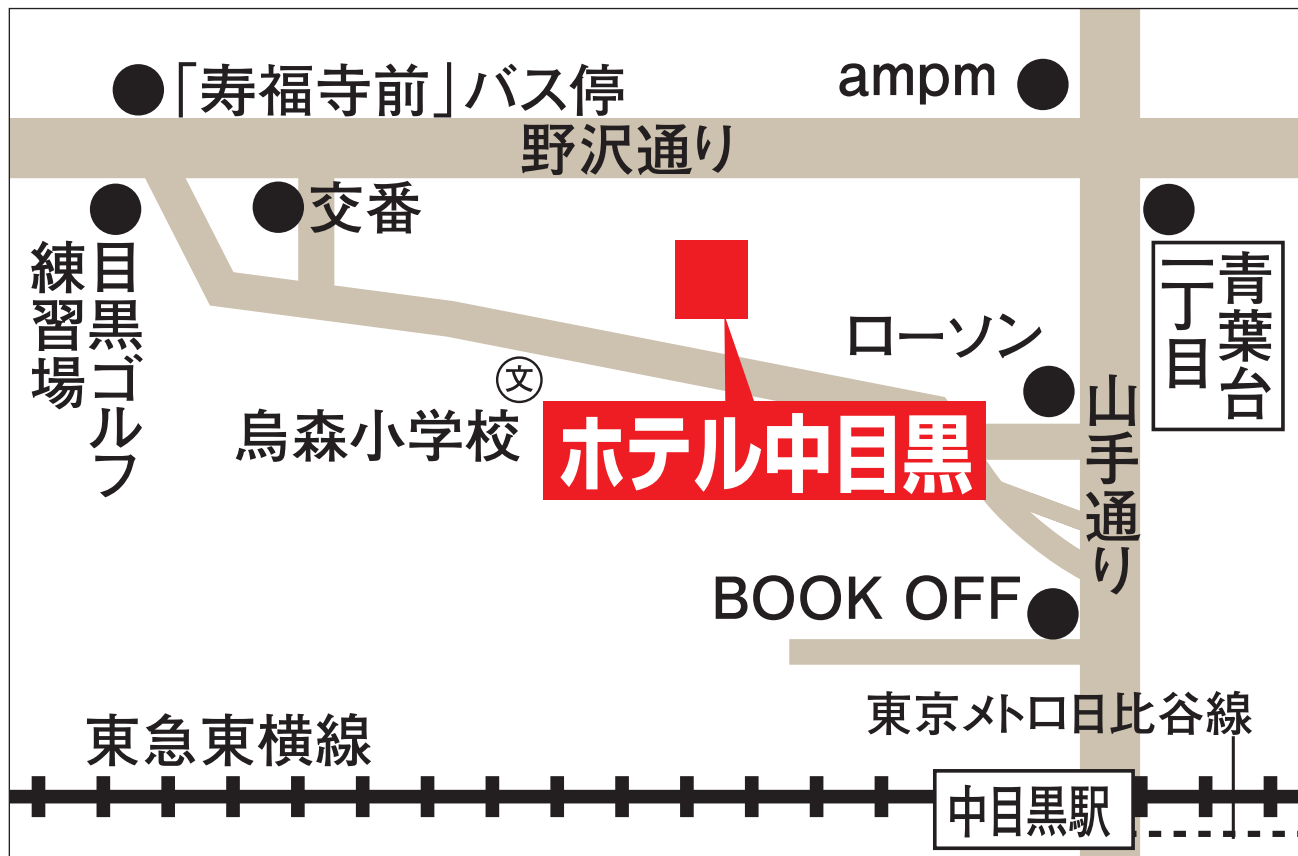 「寿福寺前」バス停
ampm
野沢通り
交番
目黒ゴルフ
練習場
青葉台
一丁目
ローソン
山手通り
文
烏森小学校
ホテル中目黒
BOOK OFF
東京メトロ日比谷線
東急東横線
中目黒駅